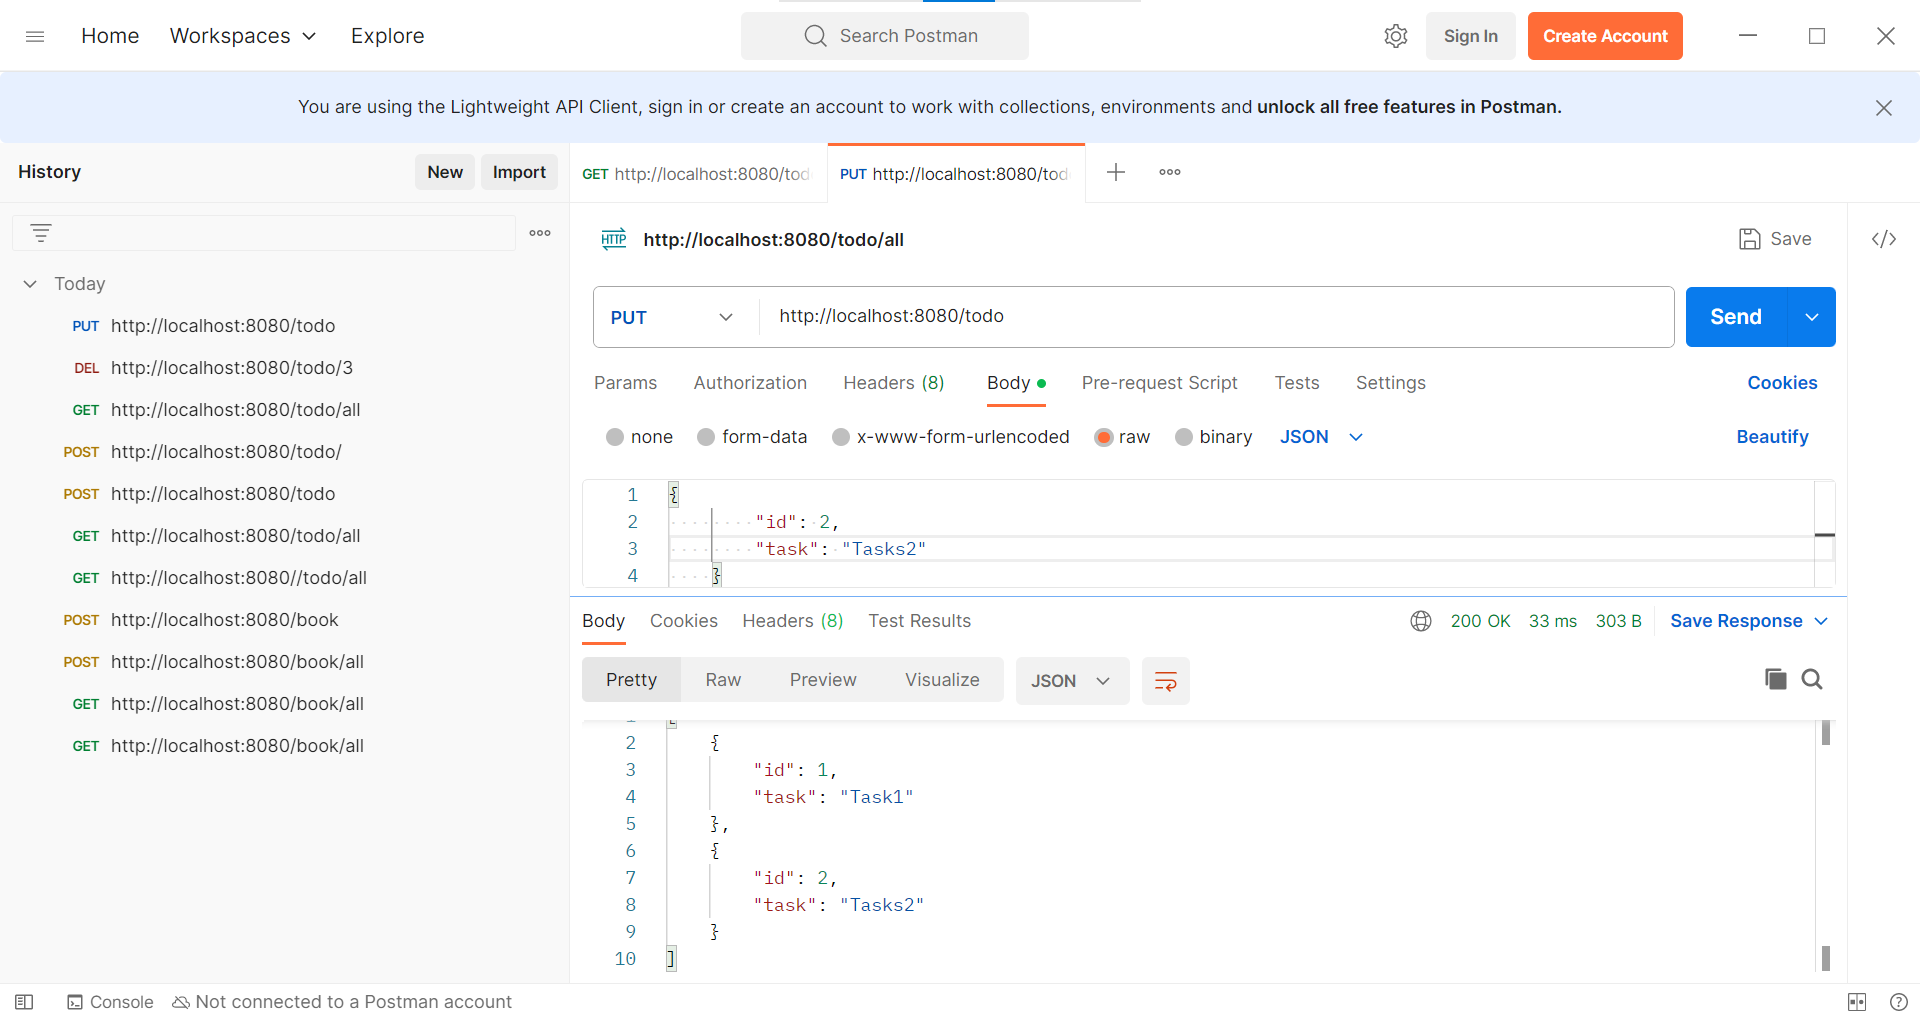 Home Workspaces Explore Search Postman Sign In Create Account
You are using the Lightweight API Client, sign in or create an account to work with collections, environments and unlock all free features in Postman.
History New Import
Today
PUT http://localhost:8080/todo
DEL http://localhost:8080/todo/3
GET http://localhost:8080/todo/all
POST http://localhost:8080/todo/
POST http://localhost:8080/todo
GET http://localhost:8080/todo/all
GET http://localhost:8080//todo/all
POST http://localhost:8080/book
POST http://localhost:8080/book/all
GET http://localhost:8080/book/all
GET http://localhost:8080/book/all
GET http://localhost:8080/tod PUT http://localhost:8080/tod
HTTP http://localhost:8080/todo/all Save </>
PUT http://localhost:8080/todo Send
Params Authorization Headers (8) Body Pre-request Script Tests Settings Cookies
none form-data x-www-form-urlencoded raw binary JSON Beautify
1 {
2 "id": 2,
3 "task": "Tasks2"
4 }
Body Cookies Headers (8) Test Results 200 OK 33 ms 303 B Save Response
Pretty Raw Preview Visualize JSON
2 {
3 "id": 1,
4 "task": "Task1"
5 },
6 {
7 "id": 2,
8 "task": "Tasks2"
9 }
10 ]
Console Not connected to a Postman account